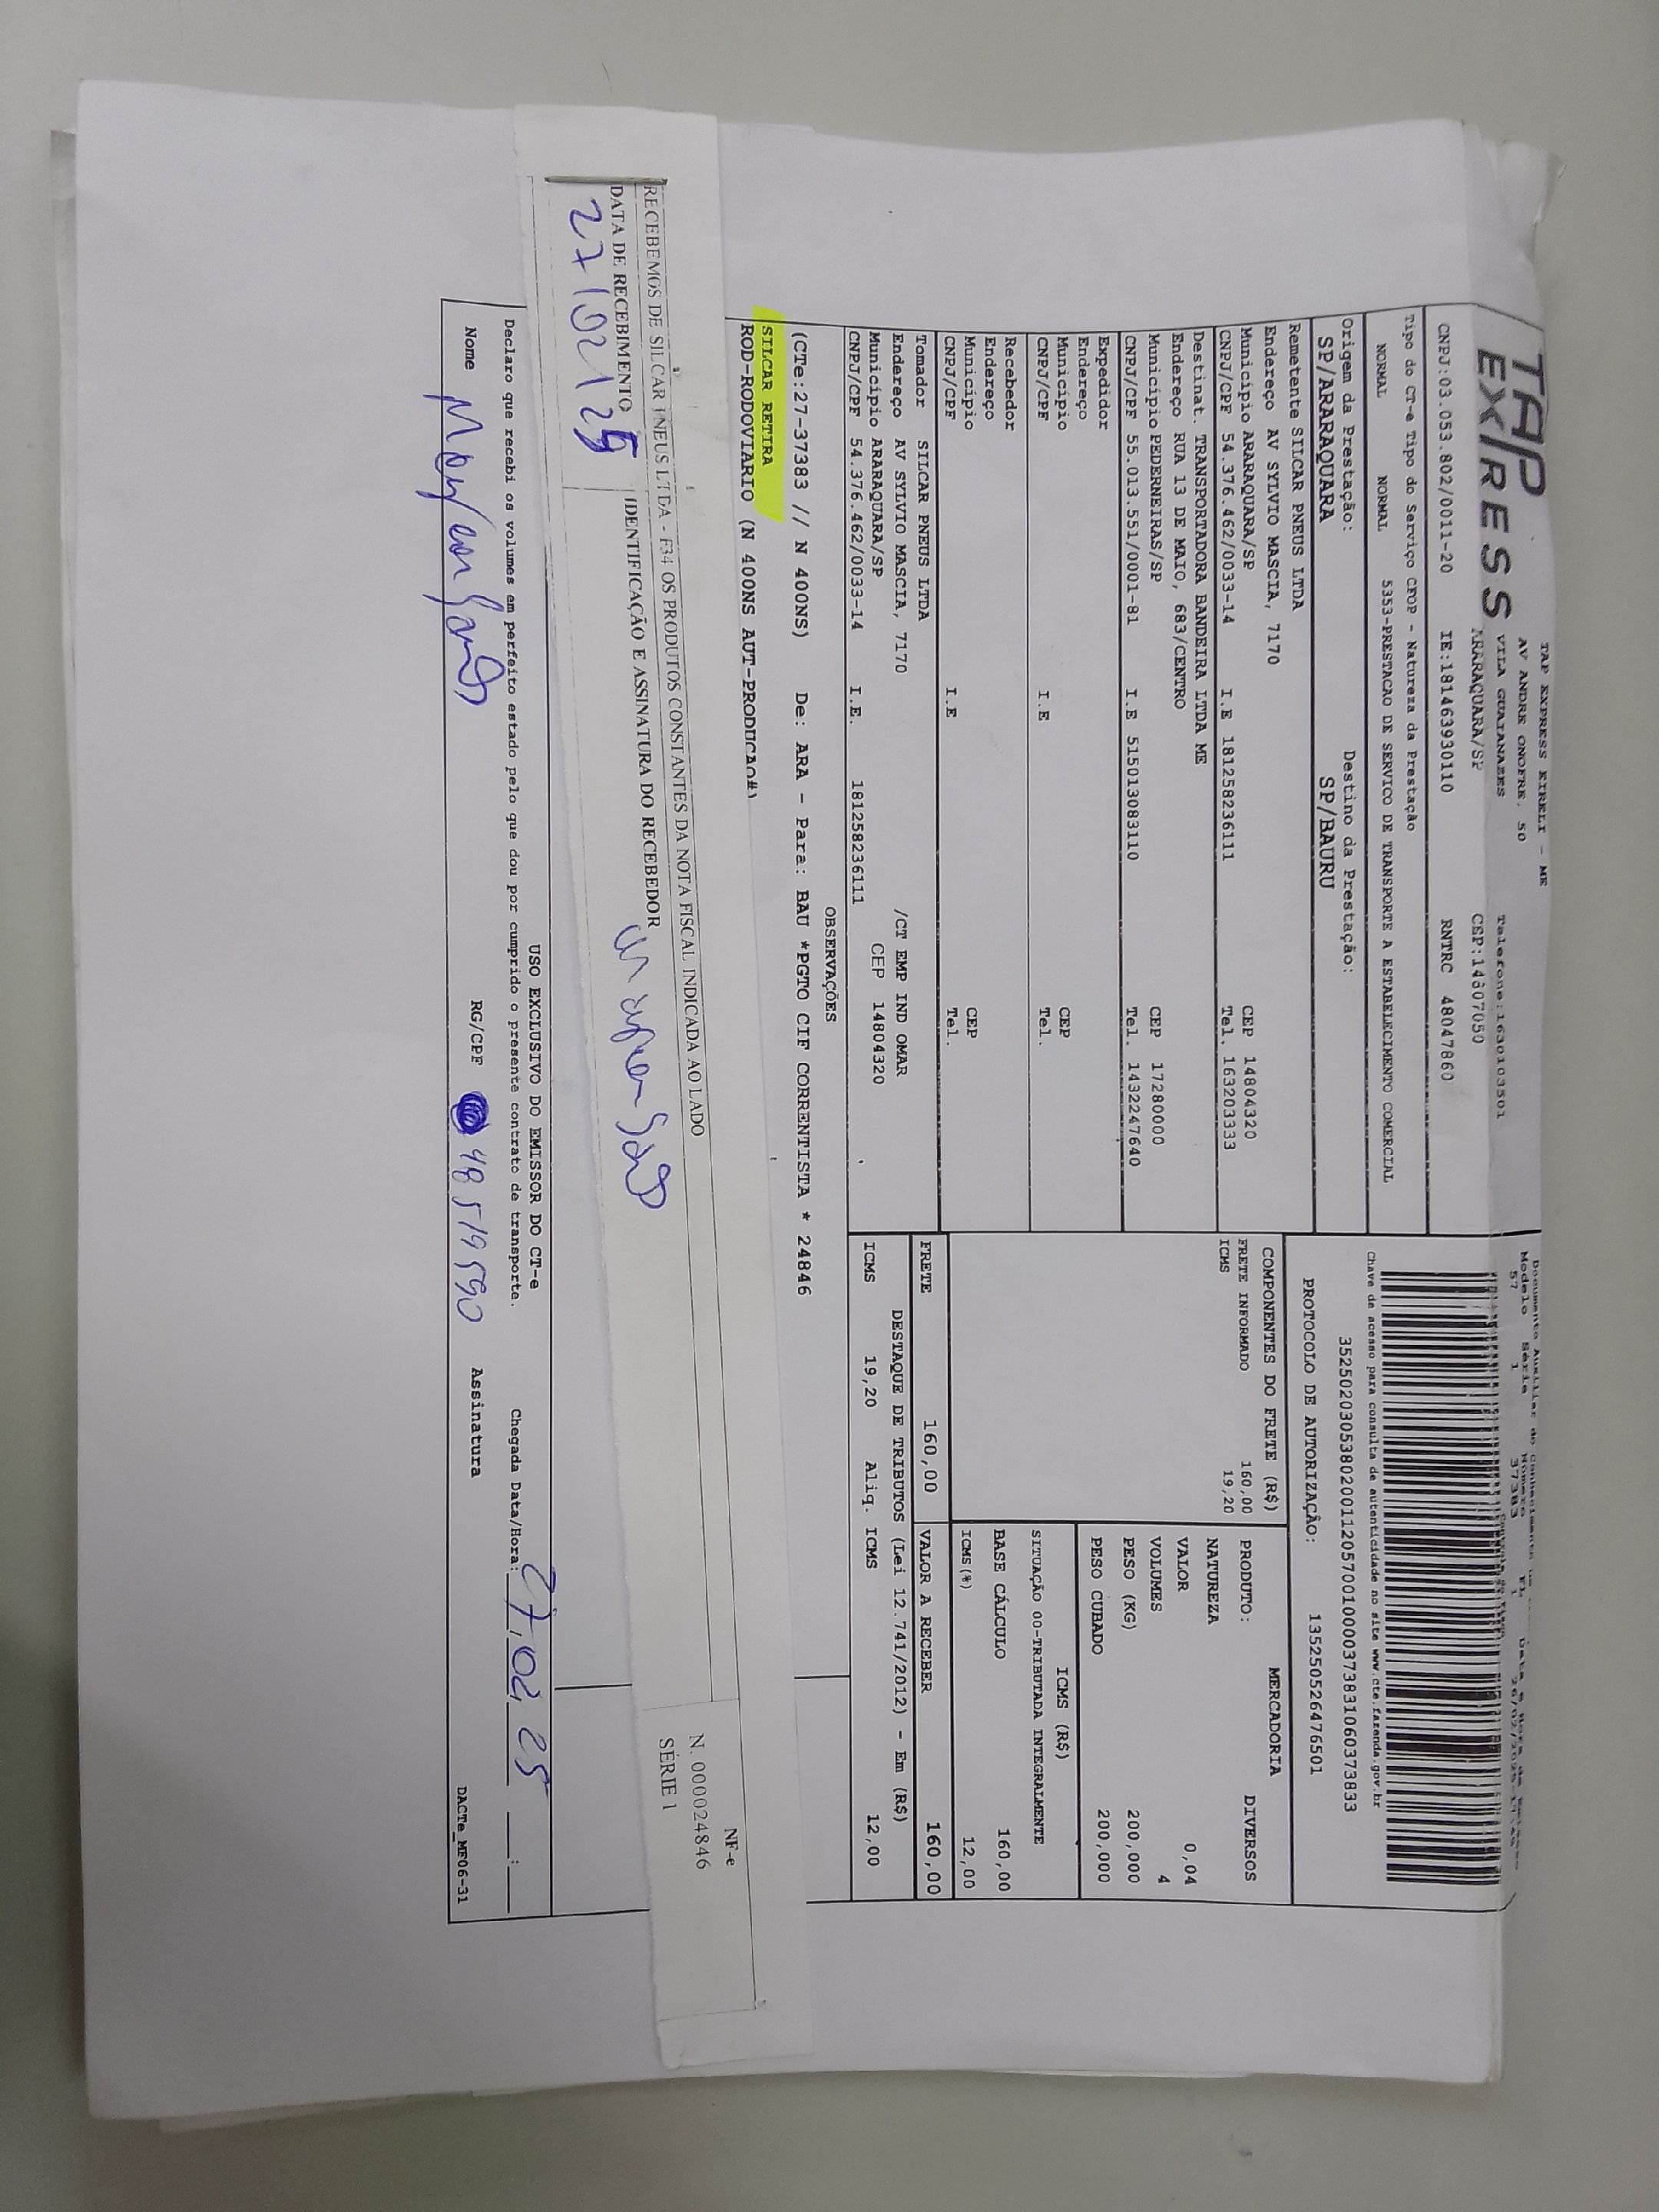 TAP EXPRESS
TAP EXPRESS EIRELI - ME
AV ANDRE ONOFRE, 50
VILA GUAIANAZES Telefone:1630103501
ARARAQUARA/SP CEP:14807050
CNPJ:03.053.802/0011-20 IE:181463930110 RNTRC 48047860
Tipo do CT-e Tipo do Serviço CFOP - Natureza da Prestação
NORMAL NORMAL 5353-PRESTACAO DE SERVICO DE TRANSPORTE A ESTABELECIMENTO COMERCIAL
Origem da Prestação: Destino da Prestação:
SP/ARARAQUARA SP/BAURU
Modelo Série Número FL
57 1 37383 1
Chave de acesso para consulta de autenticidade no site www.cte.fazenda.gov.br
PROTOCOLO DE AUTORIZAÇÃO: 135250526476501
Remetente SILCAR PNEUS LTDA
Endereço AV SYLVIO MASCIA, 7170
Município ARARAQUARA/SP CEP 14804320
CNPJ/CPF 54.376.462/0033-14 I.E 181258236111 Tel. 163203333
Destinat. TRANSPORTADORA BANDEIRA LTDA ME
Endereço RUA 13 DE MAIO, 683/CENTRO
Município PEDERNEIRAS/SP CEP 17280000
CNPJ/CPF 55.013.551/0001-81 I.E 515013083110 Tel. 1432247640
Expedidor
Endereço
Município CEP
CNPJ/CPF I.E Tel.
Recebedor
Endereço
Município CEP
CNPJ/CPF I.E Tel.
Tomador SILCAR PNEUS LTDA
Endereço AV SYLVIO MASCIA, 7170 /CT EMP IND OMAR
Município ARARAQUARA/SP CEP 14804320
CNPJ/CPF 54.376.462/0033-14 I.E. 181258236111
COMPONENTES DO FRETE (R$)
FRETE INFORMADO 160,00
ICMS 19,20
MERCADORIA
PRODUTO: DIVERSOS
NATUREZA
VALOR 0,04
VOLUMES 4
PESO (KG) 200,000
PESO CUBADO 200,000
ICMS (R$)
SITUAÇÃO 00-TRIBUTADA INTEGRALMENTE
BASE CÁLCULO 160,00
ICMS(%) 12,00
FRETE 160,00 VALOR A RECEBER 160,00
DESTAQUE DE TRIBUTOS (Lei 12.741/2012) - Em (R$)
ICMS 19,20 Aliq. ICMS 12,00
OBSERVAÇÕES
(CTe:27-37383 // N 400NS) De: ARA - Para: BAU *PGTO CIF CORRENTISTA * 24846
SILCAR RETIRA
ROD-RODOVIARIO (N 400NS AUT-PRODUCAO#)
RECEBEMOS DE SILCAR PNEUS LTDA - F34 OS PRODUTOS CONSTANTES DA NOTA FISCAL INDICADA AO LADO
DATA DE RECEBIMENTO IDENTIFICAÇÃO E ASSINATURA DO RECEBEDOR
27/02/25
NF-e
N. 000024846
SÉRIE 1
USO EXCLUSIVO DO EMISSOR DO CT-e
Declaro que recebi os volumes em perfeito estado pelo que dou por cumprido o presente contrato de transporte. Chegada Data/Hora: 27,02,25 :
Nome RG/CPF 48519590 Assinatura
DACTe_MF06-31